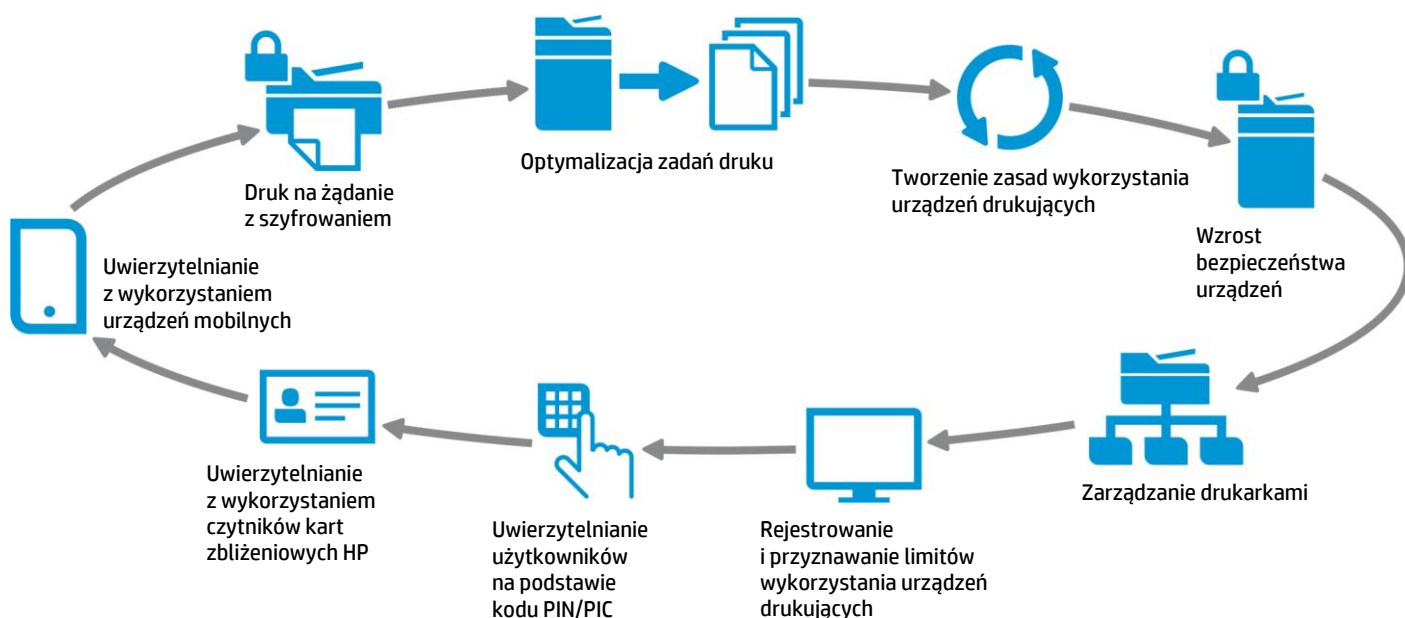 Druk na żądanie
z szyfrowaniem
Optymalizacja zadań druku
Tworzenie zasad wykorzystania
urządzeń drukujących
Wzrost
bezpieczeństwa
urządzeń
Zarządzanie drukarkami
Rejestrowanie
i przyznawanie limitów
wykorzystania urządzeń
drukujących
Uwierzytelnianie
użytkowników
na podstawie
kodu PIN/PIC
Uwierzytelnianie
z wykorzystaniem
czytników kart
zbliżeniowych HP
Uwierzytelnianie
z wykorzystaniem
urządzeń mobilnych